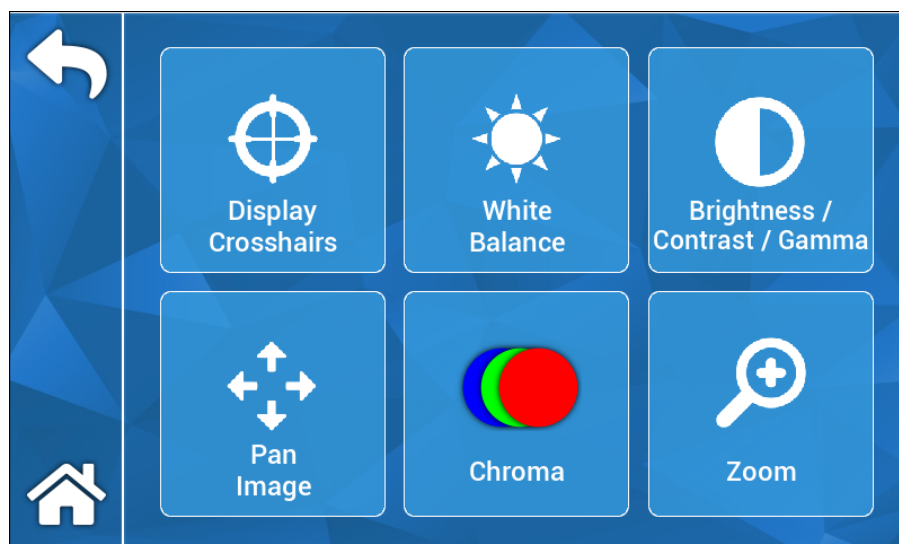 Display
Crosshairs
White
Balance
Brightness /
Contrast / Gamma
Pan
Image
Chroma
Zoom